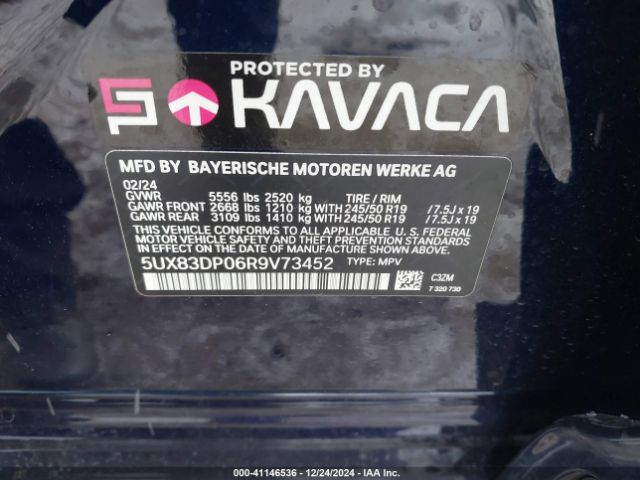 PROTECTED BY
KAVACA
MFD BY BAYERISCHE MOTOREN WERKE AG
02/24
GVWR 5556 lbs 2520 kg TIRE / RIM
GAWR FRONT 2668 lbs 1210 kg WITH 245/50 R19 / 7.5J x 19
GAWR REAR 3109 lbs 1410 kg WITH 245/50 R19 / 7.5J x 19
THIS VEHICLE CONFORMS TO ALL APPLICABLE U. S. FEDERAL
MOTOR VEHICLE SAFETY, BUMPER, AND THEFT PREVENTION STANDARDS
IN EFFECT ON THE DATE OF MANUFACTURE SHOWN ABOVE.
5UX83DP06R9V73452 TYPE: MPV
C3ZM
7 320 730
000-41146536 - 12/24/2024 - IAA Inc.